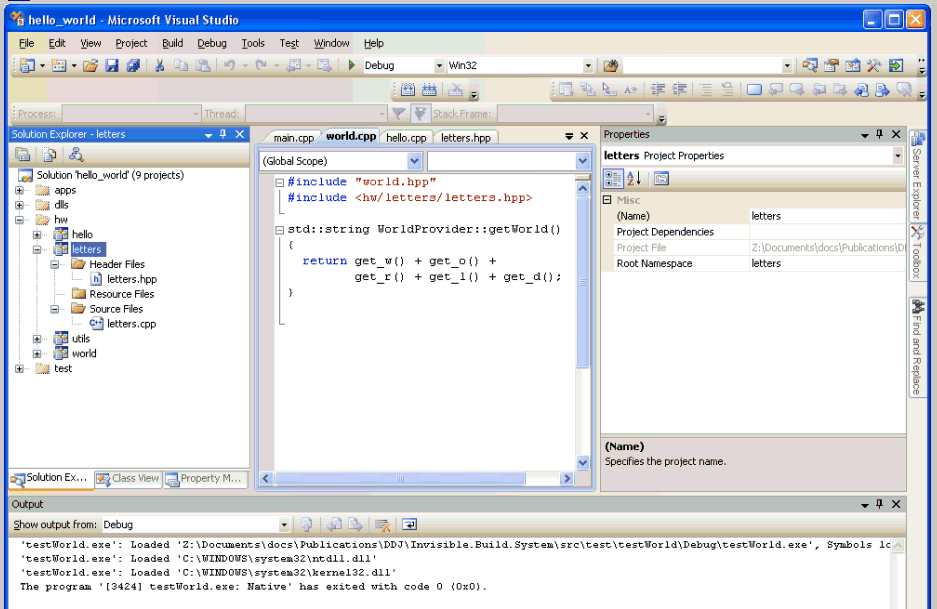 hello_world - Microsoft Visual Studio
File Edit View Project Build Debug Tools Test Window Help
Debug Win32
Process: Thread: Stack Frame:
Solution Explorer - letters
Solution 'hello_world' (9 projects)
apps
dlls
hw
hello
letters
Header Files
letters.hpp
Resource Files
Source Files
letters.cpp
utils
world
test
Solution Ex... Class View Property M...
main.cpp world.cpp hello.cpp letters.hpp
(Global Scope)
#include "world.hpp"
#include <hw/letters/letters.hpp>
std::string WorldProvider::getWorld()
{
return get_w() + get_o() +
get_r() + get_l() + get_d();
}
Properties
letters Project Properties
Misc
(Name) letters
Project Dependencies
Project File Z:\Documents\docs\Publications\D
Root Namespace letters
(Name)
Specifies the project name.
Server Explorer
Toolbox
Find and Replace
Output
Show output from: Debug
'testWorld.exe': Loaded 'Z:\Documents\docs\Publications\DDJ\Invisible.Build.System\src\test\testWorld\Debug\testWorld.exe', Symbols lo
'testWorld.exe': Loaded 'C:\WINDOWS\system32\ntdll.dll'
'testWorld.exe': Loaded 'C:\WINDOWS\system32\kernel32.dll'
The program '[3424] testWorld.exe: Native' has exited with code 0 (0x0).